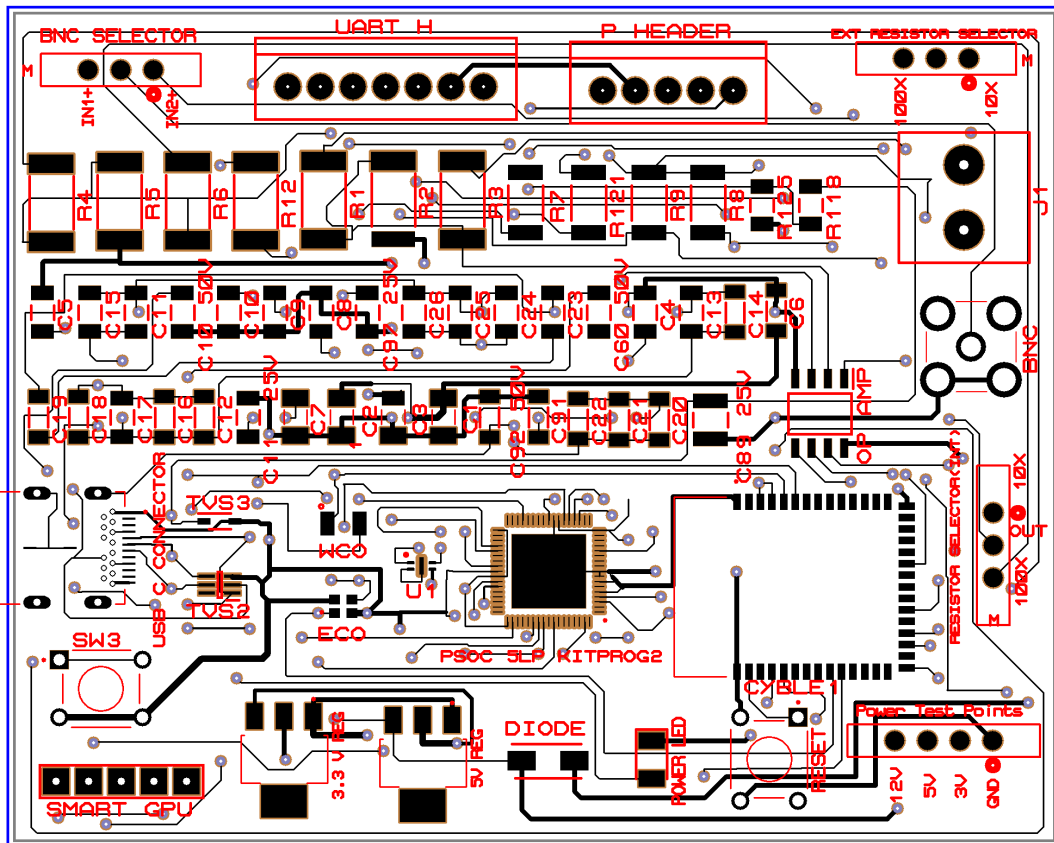 BNC SELECTOR
UART H
P HEADER
EXT RESISTOR SELECTOR
M
IN1+
IN2+
100X
10X
M
R4
R5
R6
R12
R1
R2
R3
R7
R121
R9
R8
R125
R118
J1
C5
C15
C11
C10 50V
C10
C9
C8
C97 25V
C28
C25
C24
C23
C60 50V
C4
C13
C14
C6
BNC
C19
C18
C17
C16
C12
C11 25V
C7
C2
C3
C1
C92 50V
C91
C22
C21
C20
C89 25V
OP AMP
USB C CONNECTOR
TVS3
TVS2
WCO
ECO
U1
PSOC 5LP KITPROG2
RESISTOR SELECTOR(INT)
10X
OUT
100X
M
SW3
CYBLE1
3.3 V REG
5V REG
DIODE
POWER LED
RESET
Power Test Points
12V
5V
3V
GND
SMART GPU